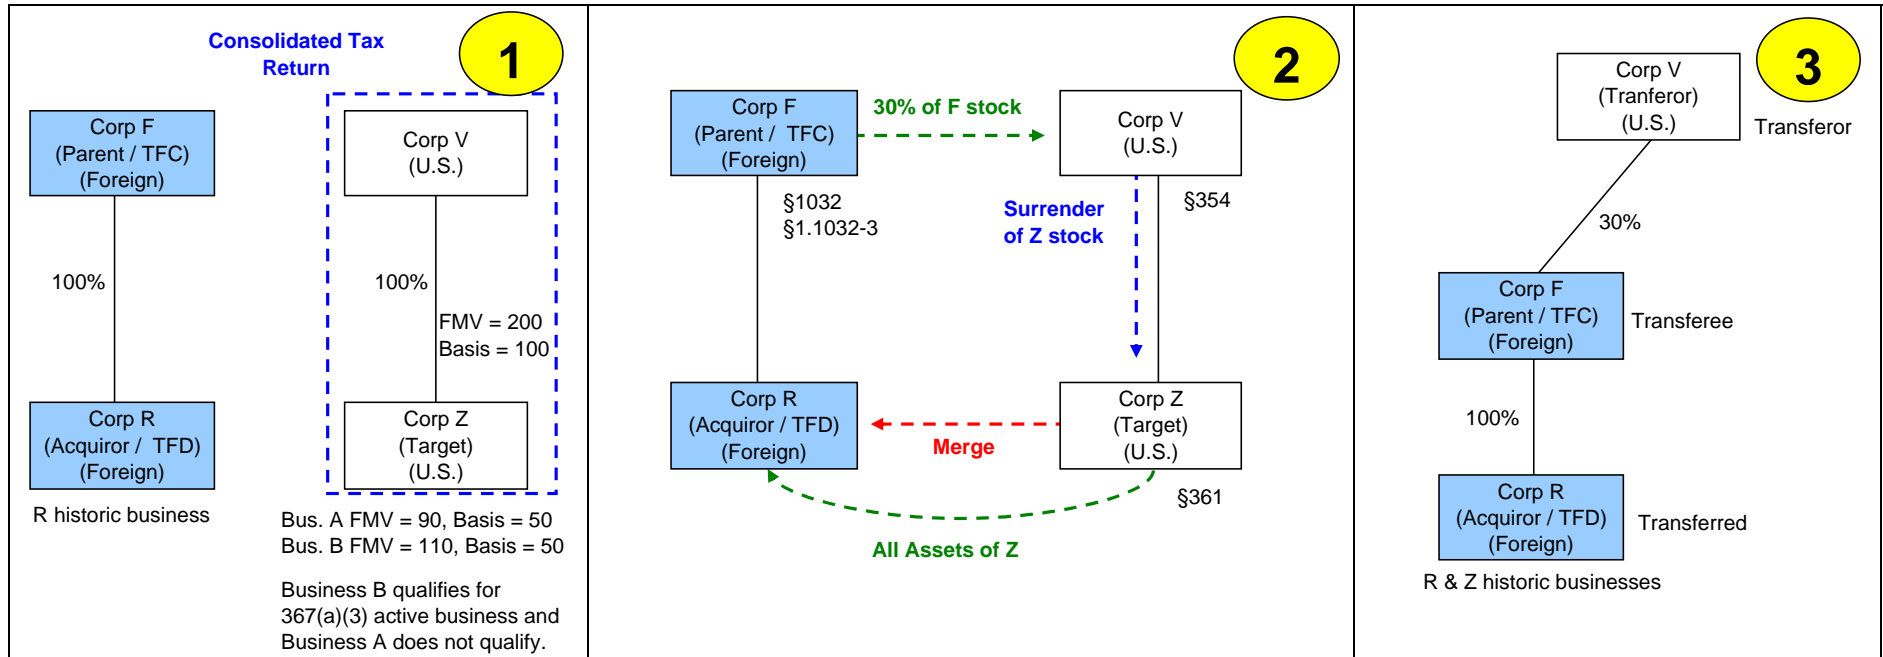 Consolidated Tax
Return
1
Corp F
(Parent / TFC)
(Foreign)
Corp V
(U.S.)
100%
100%
FMV = 200
Basis = 100
Corp R
(Acquiror / TFD)
(Foreign)
Corp Z
(Target)
(U.S.)
R historic business
Bus. A FMV = 90, Basis = 50
Bus. B FMV = 110, Basis = 50
Business B qualifies for
367(a)(3) active business and
Business A does not qualify.
2
Corp F
(Parent / TFC)
(Foreign)
30% of F stock
Corp V
(U.S.)
§1032
§1.1032-3
Surrender
of Z stock
§354
Corp R
(Acquiror / TFD)
(Foreign)
Merge
Corp Z
(Target)
(U.S.)
§361
All Assets of Z
3
Corp V
(Tranferor)
(U.S.)
Transferor
30%
Corp F
(Parent / TFC)
(Foreign)
Transferee
100%
Corp R
(Acquiror / TFD)
(Foreign)
Transferred
R & Z historic businesses